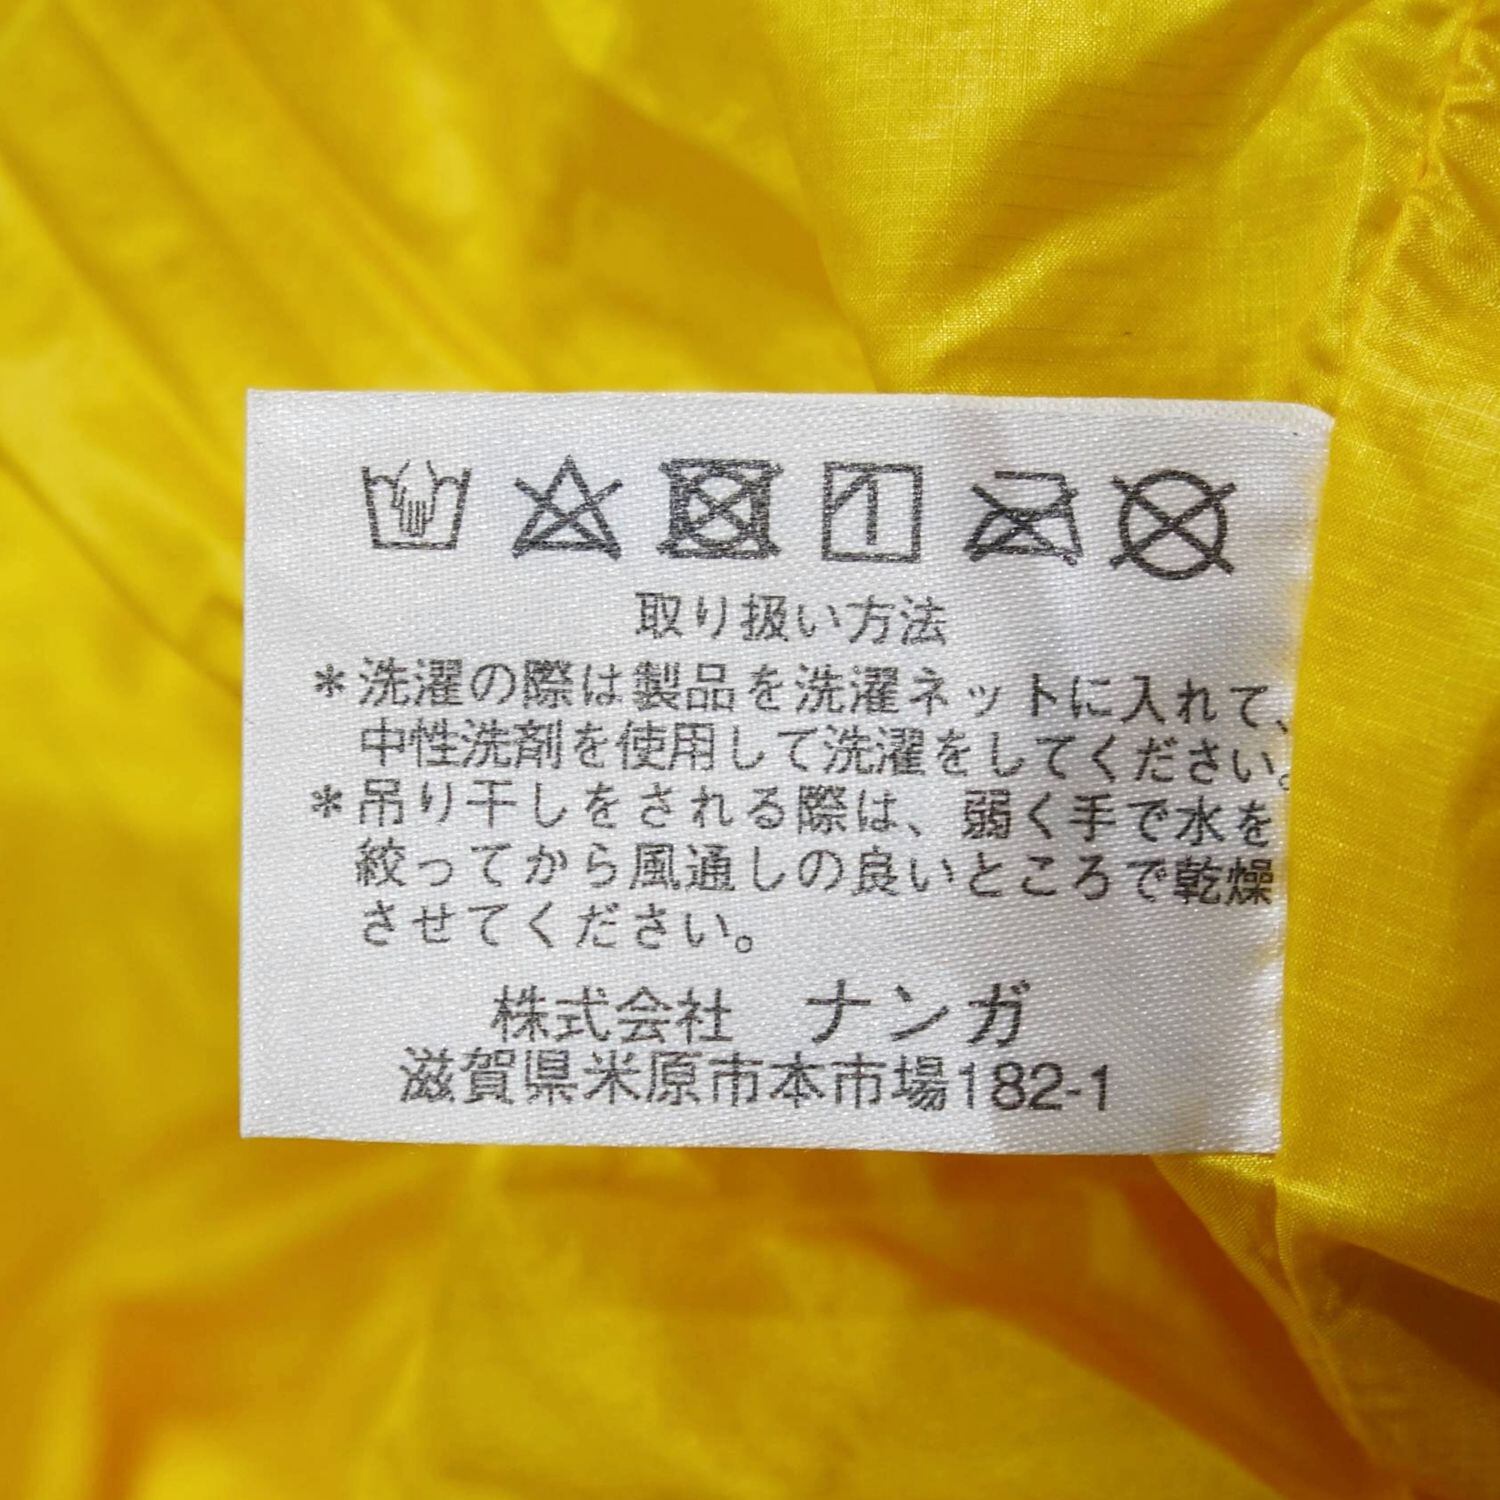 取り扱い方法
*洗濯の際は製品を洗濯ネットに入れて、
中性洗剤を使用して洗濯をしてください。
*吊り干しをされる際は、弱く手で水を
絞ってから風通しの良いところで乾燥
させてください。
株式会社 ナンガ
滋賀県米原市本市場182-1